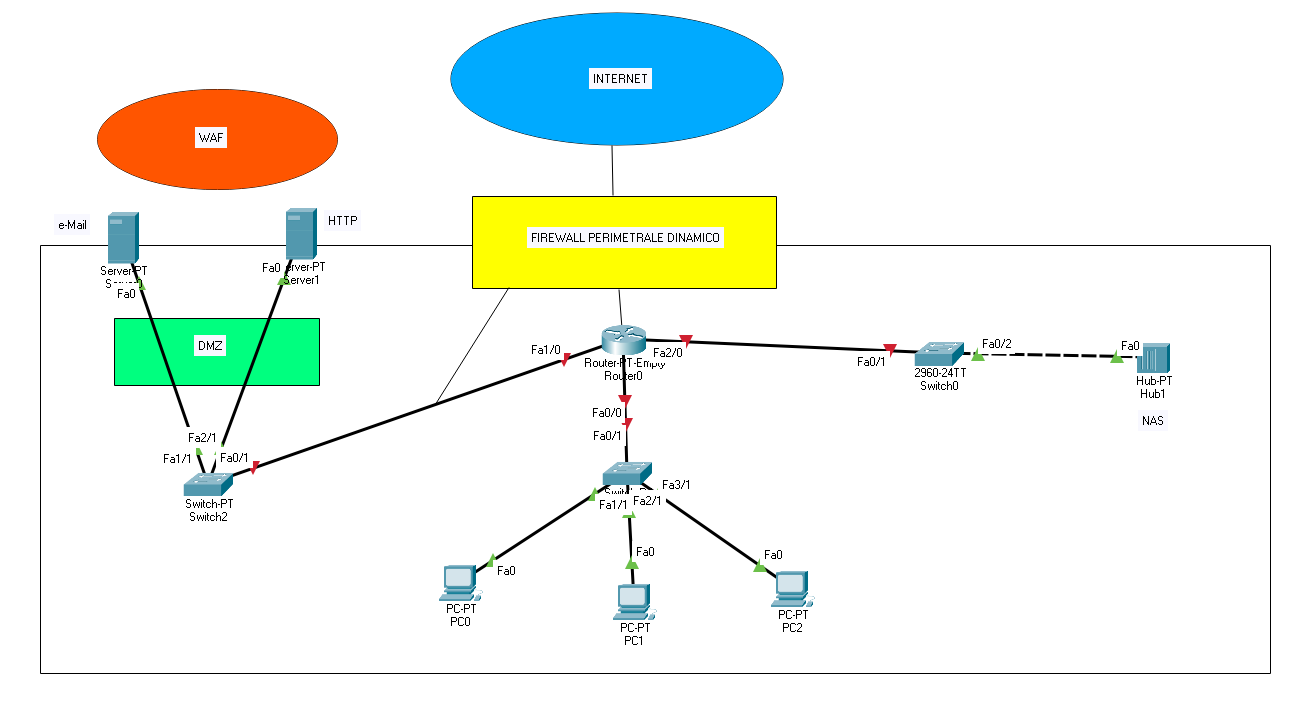 INTERNET
WAF
e-Mail
HTTP
FIREWALL PERIMETRALE DINAMICO
Server-PT
Fa0
Fa0
erver-PT
Server1
DMZ
Fa1/0
Fa2/0
Router-PT-Empty
Router0
Fa0/1
Fa0/2
Fa0
2960-24TT
Switch0
Hub-PT
Hub1
NAS
Fa0/0
Fa0/1
Fa2/1
Fa1/1
Fa0/1
Switch-PT
Switch2
Fa3/1
Fa1/1
Fa2/1
Fa0
Fa0
Fa0
PC-PT
PC0
PC-PT
PC1
PC-PT
PC2